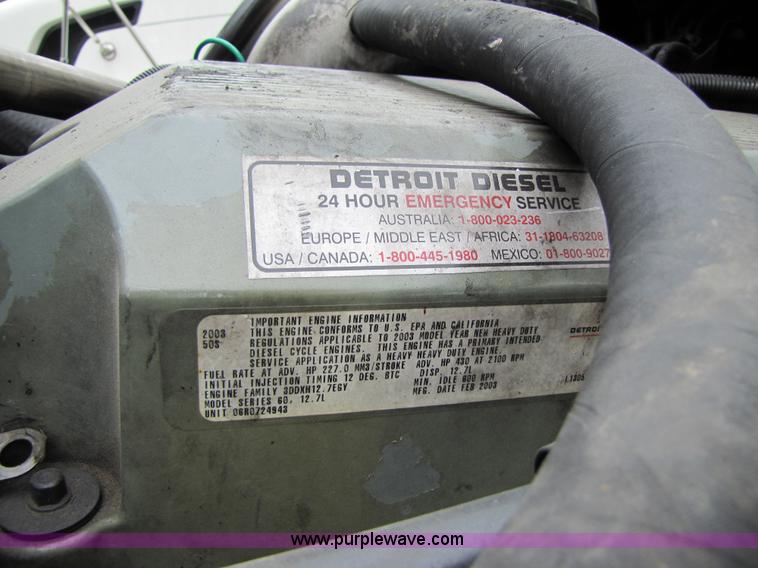 DETROIT DIESEL
24 HOUR EMERGENCY SERVICE
AUSTRALIA: 1-800-023-236
EUROPE / MIDDLE EAST / AFRICA: 31-1804-63208
USA / CANADA: 1-800-445-1980 MEXICO: 01-800-9027
IMPORTANT ENGINE INFORMATION
2003 THIS ENGINE CONFORMS TO U.S. EPA AND CALIFORNIA
50S REGULATIONS APPLICABLE TO 2003 MODEL YEAR NEW HEAVY DUTY
DIESEL CYCLE ENGINES. THIS ENGINE HAS A PRIMARY INTENDED
SERVICE APPLICATION AS A HEAVY HEAVY DUTY ENGINE.
DETROIT
FUEL RATE AT ADV. HP 227.0 MM3/STROKE ADV. HP 430 AT 2100 RPM
INITIAL INJECTION TIMING 12 DEG. BTC DISP. 12.7L
ENGINE FAMILY 3DDXH12.7EGY MIN. IDLE 600 RPM
MODEL SERIES 60, 12.7L MFG. DATE FEB 2003
UNIT 06R0724943
www.purplewave.com